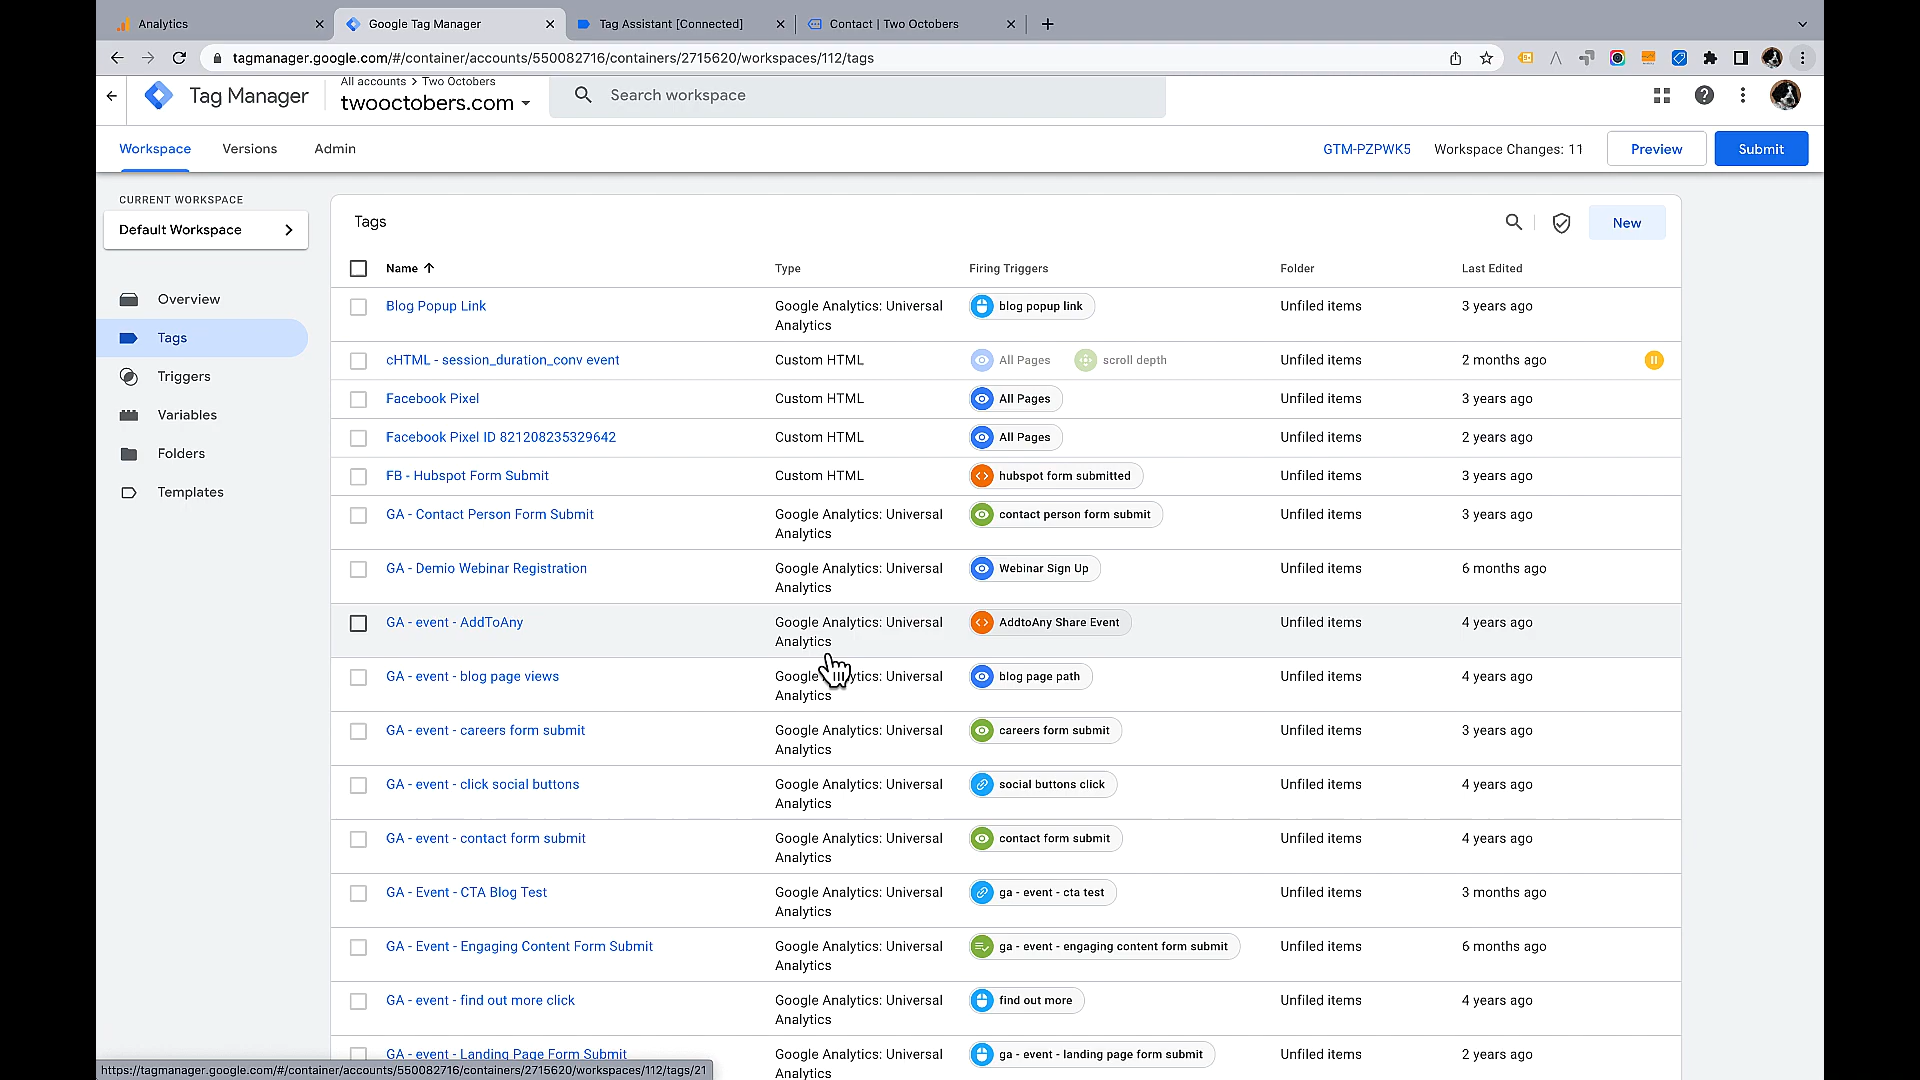 Analytics
Google Tag Manager
Tag Assistant [Connected]
Contact | Two Octobers
tagmanager.google.com/#/container/accounts/550082716/containers/2715620/workspaces/112/tags
Tag Manager
All accounts > Two Octobers
twooctobers.com
Search workspace
Workspace
Versions
Admin
GTM-PZPWK5
Workspace Changes: 11
Preview
Submit
CURRENT WORKSPACE
Default Workspace
Overview
Tags
Triggers
Variables
Folders
Templates
Tags
New
Name Type Firing Triggers Folder Last Edited
Blog Popup Link Google Analytics: Universal blog popup link Unfiled items 3 years ago
Analytics
cHTML - session_duration_conv event Custom HTML All Pages scroll depth Unfiled items 2 months ago
Facebook Pixel Custom HTML All Pages Unfiled items 3 years ago
Facebook Pixel ID 821208235329642 Custom HTML All Pages Unfiled items 2 years ago
FB - Hubspot Form Submit Custom HTML hubspot form submitted Unfiled items 3 years ago
GA - Contact Person Form Submit Google Analytics: Universal contact person form submit Unfiled items 3 years ago
Analytics
GA - Demio Webinar Registration Google Analytics: Universal Webinar Sign Up Unfiled items 6 months ago
Analytics
GA - event - AddToAny Google Analytics: Universal AddtoAny Share Event Unfiled items 4 years ago
Analytics
GA - event - blog page views Google Analytics: Universal blog page path Unfiled items 4 years ago
Analytics
GA - event - careers form submit Google Analytics: Universal careers form submit Unfiled items 3 years ago
Analytics
GA - event - click social buttons Google Analytics: Universal social buttons click Unfiled items 4 years ago
Analytics
GA - event - contact form submit Google Analytics: Universal contact form submit Unfiled items 4 years ago
Analytics
GA - Event - CTA Blog Test Google Analytics: Universal ga - event - cta test Unfiled items 3 months ago
Analytics
GA - Event - Engaging Content Form Submit Google Analytics: Universal ga - event - engaging content form submit Unfiled items 6 months ago
Analytics
GA - event - find out more click Google Analytics: Universal find out more Unfiled items 4 years ago
Analytics
GA - event - Landing Page Form Submit Google Analytics: Universal ga - event - landing page form submit Unfiled items 2 years ago
Analytics
https://tagmanager.google.com/#/container/accounts/550082716/containers/2715620/workspaces/112/tags/21